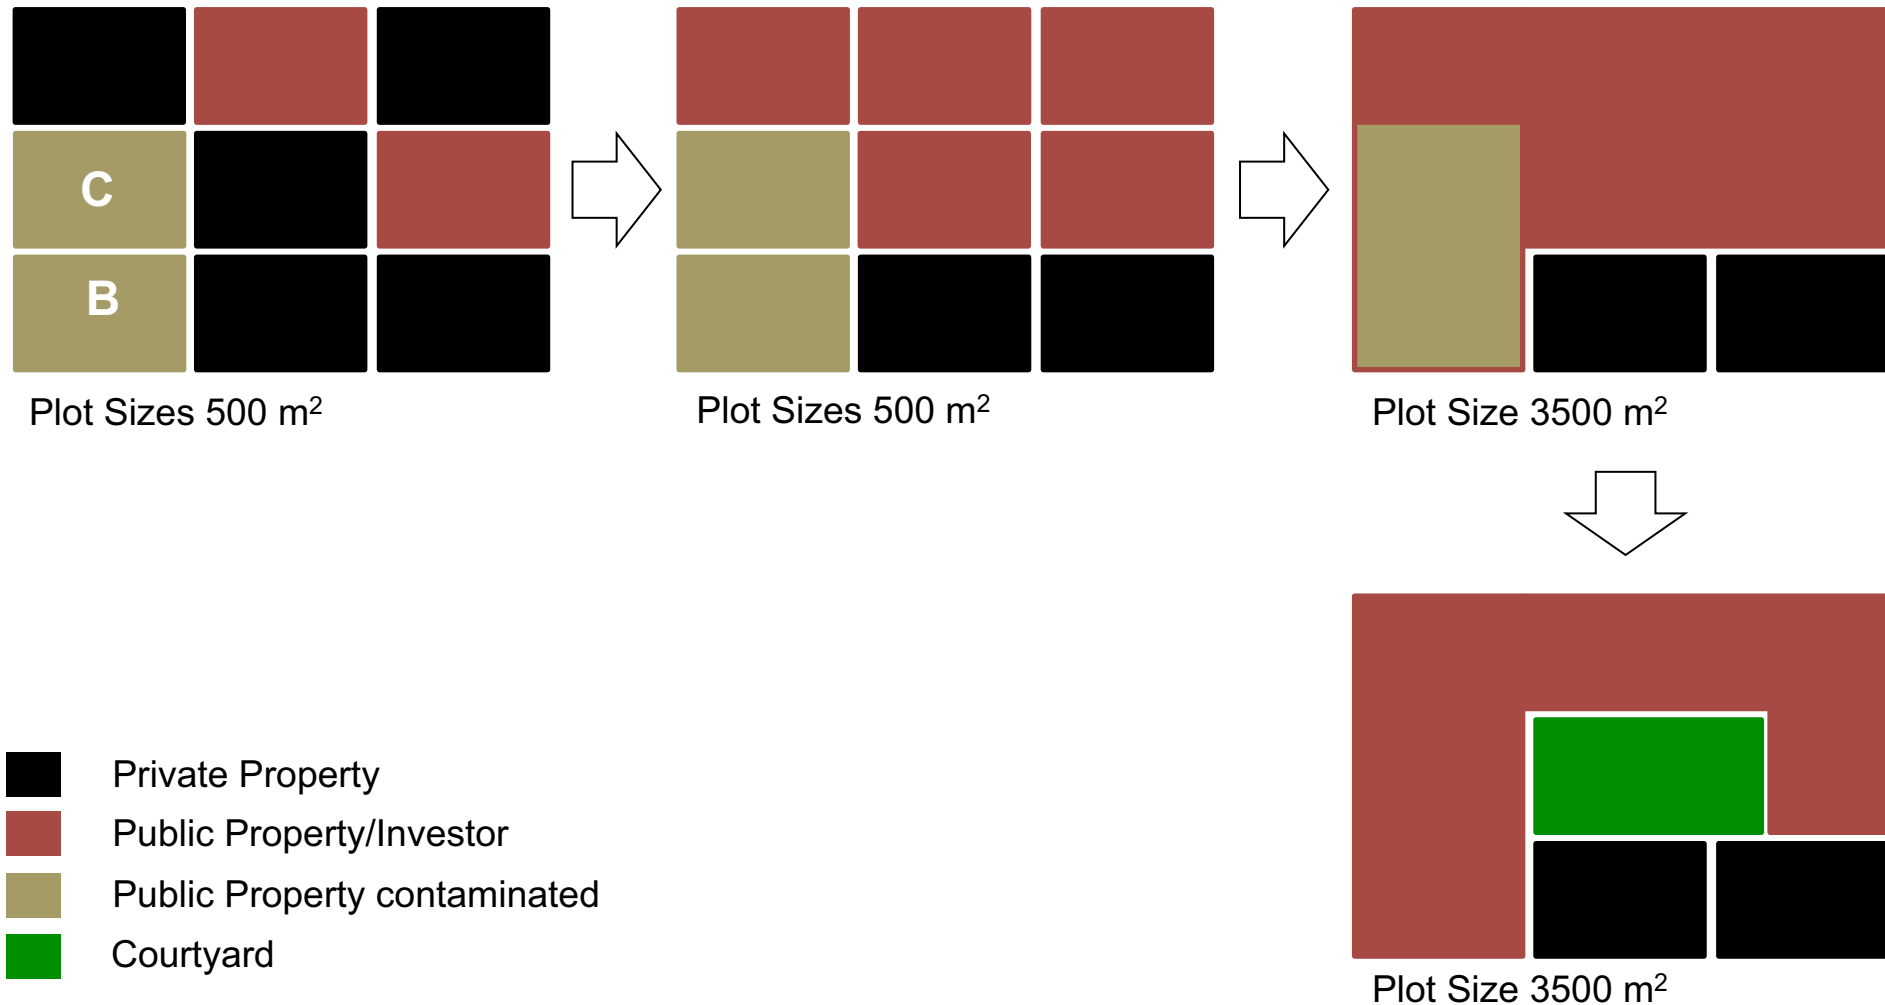 C
B
Plot Sizes 500 m²
Plot Sizes 500 m²
Plot Size 3500 m²
Private Property
Public Property/Investor
Public Property contaminated
Courtyard
Plot Size 3500 m²